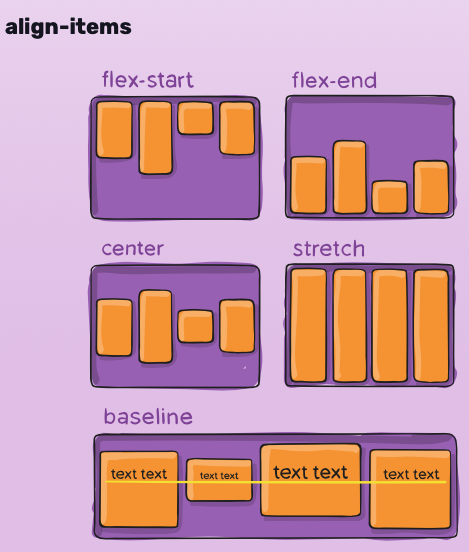 align-items
flex-start
flex-end
center
stretch
baseline
text text
text text
text text
text text